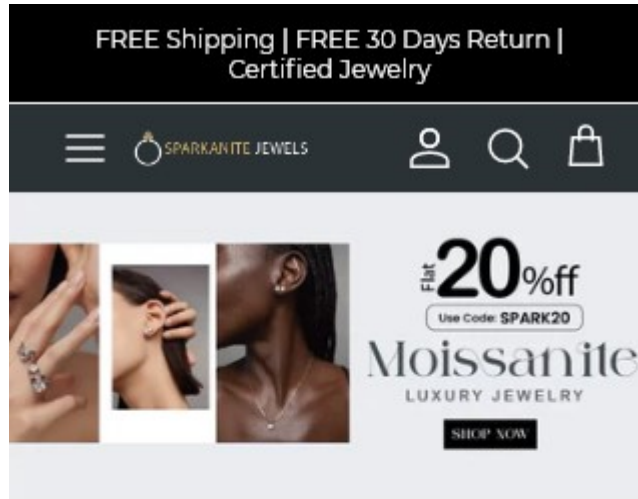 FREE Shipping | FREE 30 Days Return |
Certified Jewelry
SPARKANITE JEWELS
Flat
20%ff
Use Code: SPARK20
Moissanite
LUXURY JEWELRY
SHOP NOW